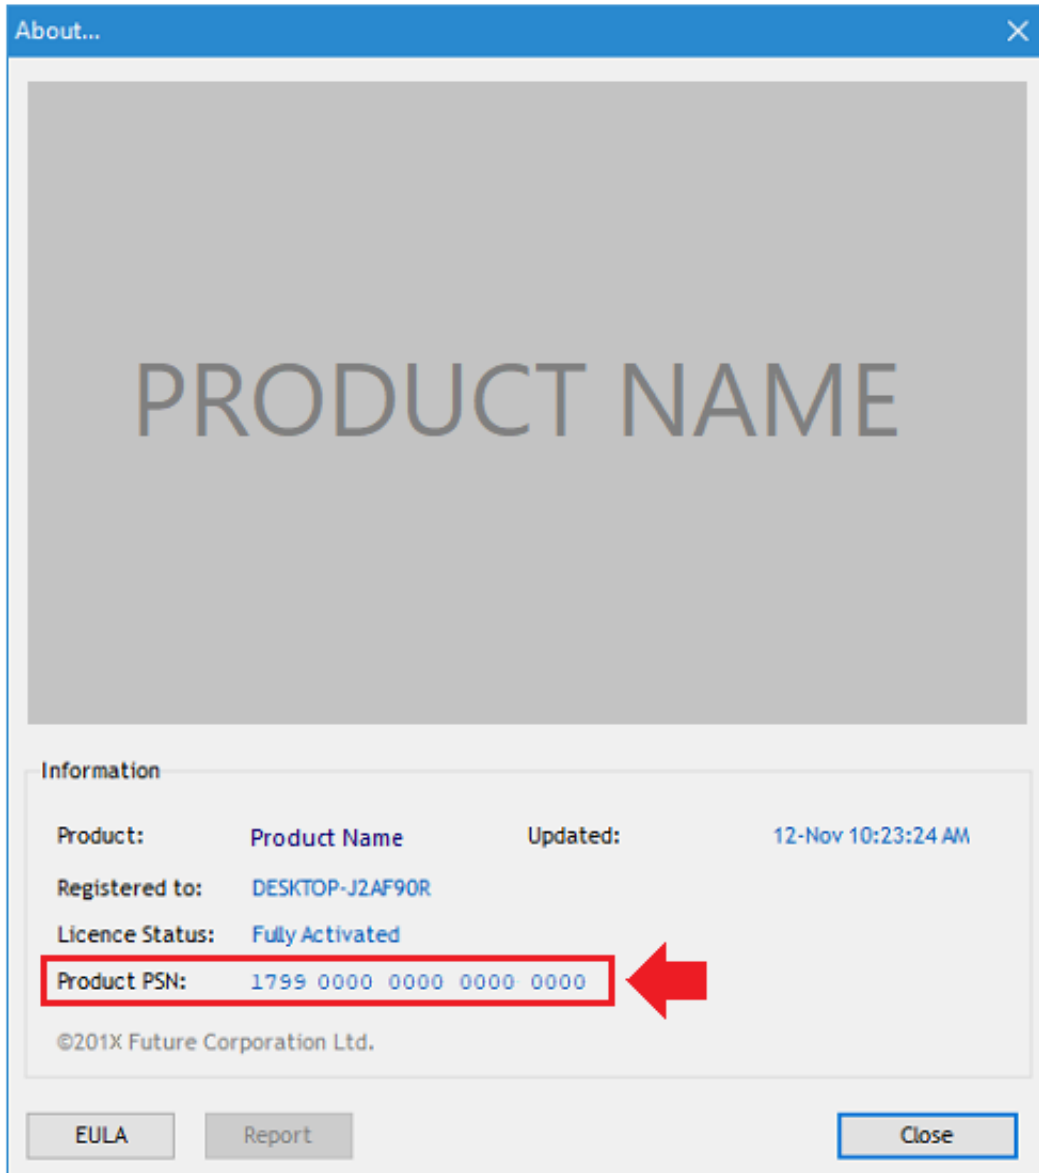 About...
PRODUCT NAME
Information
Product: Product Name Updated: 12-Nov 10:23:24 AM
Registered to: DESKTOP-J2AF90R
Licence Status: Fully Activated
Product PSN: 1799 0000 0000 0000 0000
©201X Future Corporation Ltd.
EULA Report Close